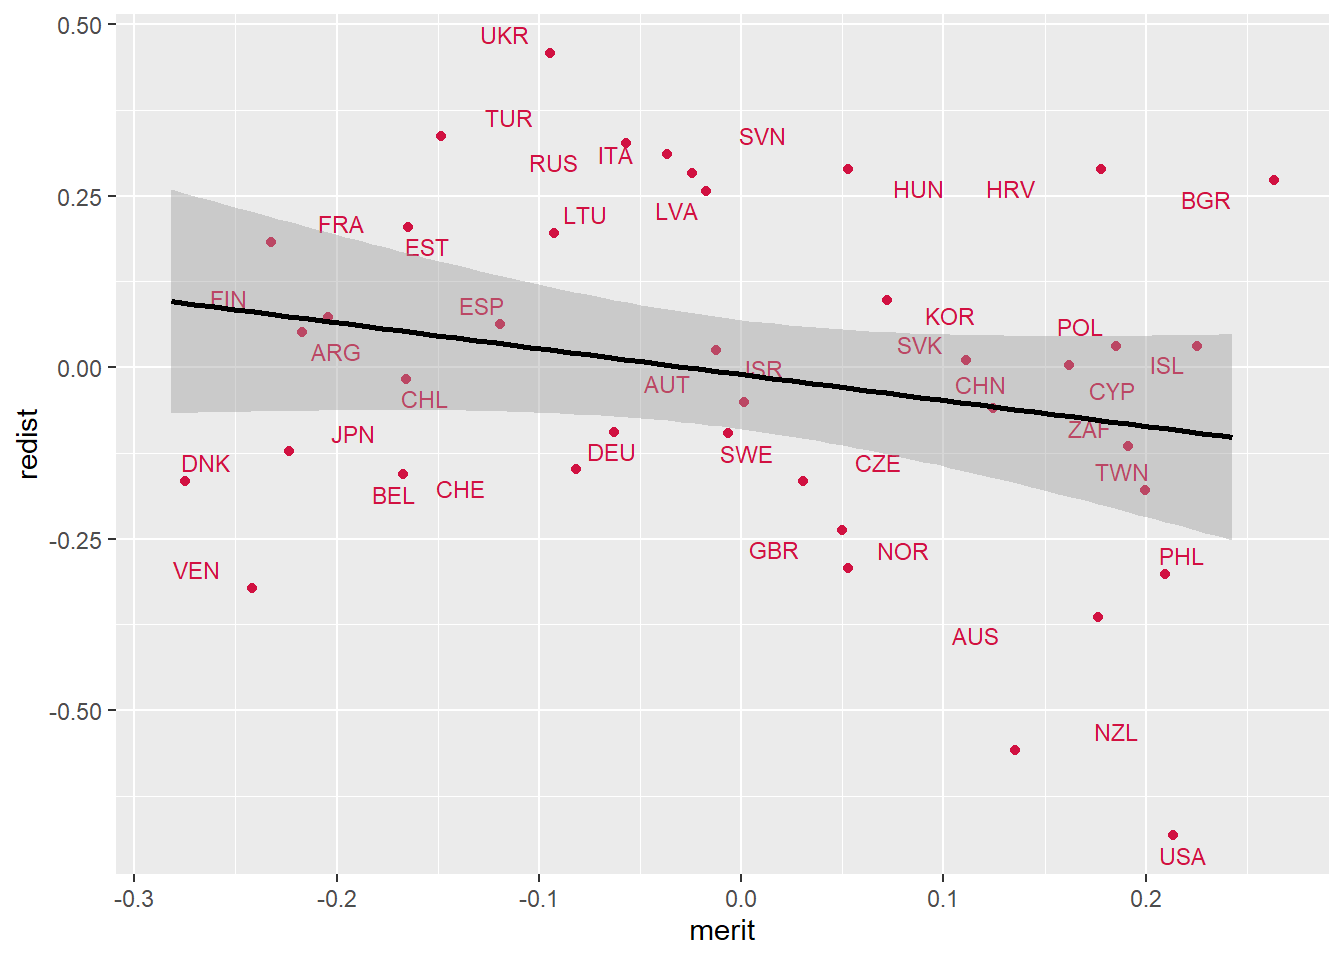 0.50
0.25
0.00
-0.25
-0.50
redist
UKR
TUR
SVN
ITA
RUS
HUN
HRV
BGR
LTU
LVA
FRA
EST
FIN
ESP
KOR
POL
SVK
ARG
ISR
ISL
AUT
CHN
CYP
CHL
ZAF
JPN
DEU
SWE
DNK
CZE
TWN
CHE
BEL
GBR
NOR
PHL
VEN
AUS
NZL
USA
-0.3
-0.2
-0.1
0.0
0.1
0.2
merit